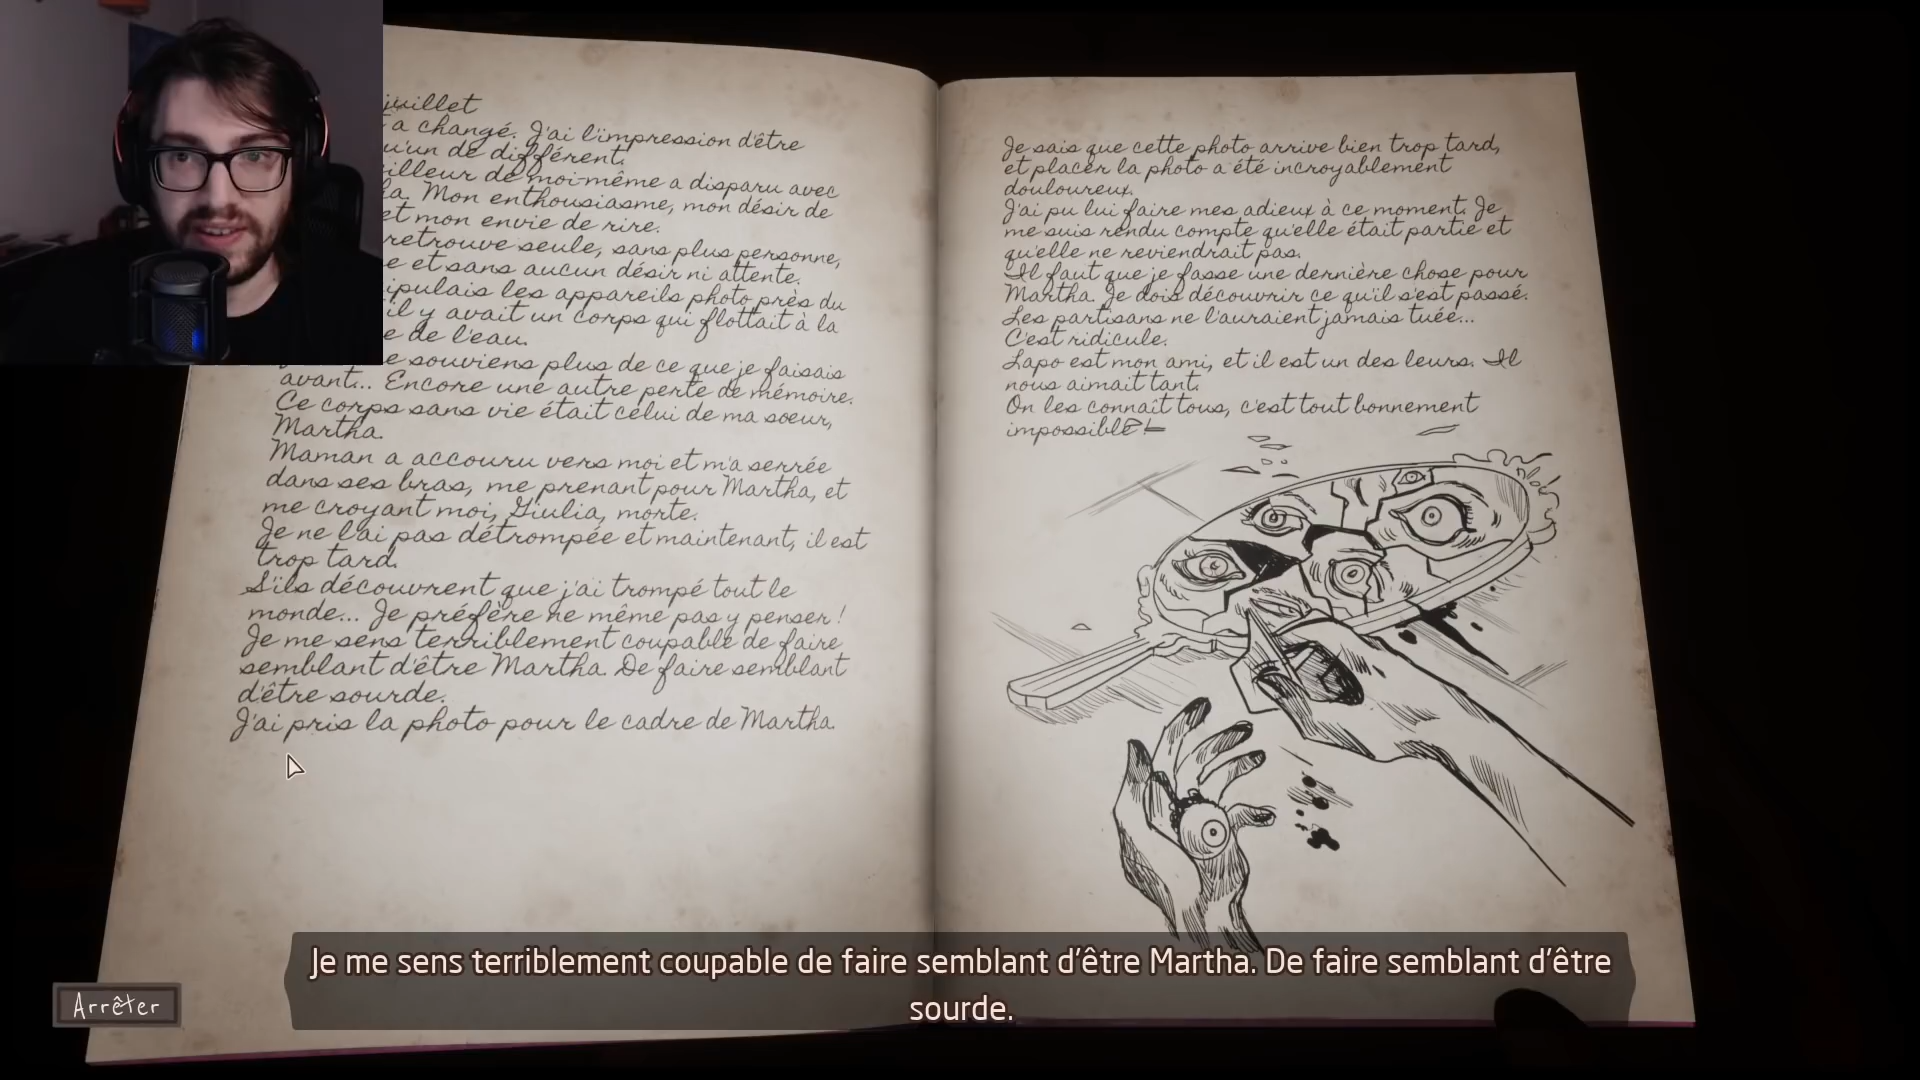 juillet
a changé. J'ai l'impression d'être
qu'un de différent.
meilleur de moi-même a disparu avec
Mon enthousiasme, mon désir de
et mon envie de rire.
retrouve seule, sans plus personne,
et sans aucun désir ni attente.
les appareils photo près du
il y avait un corps qui flottait à la
de l'eau.
souviens plus de ce que je faisais
avant... Encore une autre perte de mémoire.
Ce corps sans vie était celui de ma soeur,
Martha.
Maman a accouru vers moi et m'a serrée
dans ses bras, me prenant pour Martha, et
me croyant moi, Giulia, morte.
Je ne l'ai pas détrompée et maintenant, il est
trop tard.
S'ils découvrent que j'ai trompé tout le
monde... Je préfère ne même pas y penser !
Je me sens terriblement coupable de faire
semblant d'être Martha. De faire semblant
d'être sourde.
J'ai pris la photo pour le cadre de Martha.
Je sais que cette photo arrive bien trop tard,
et placer la photo a été incroyablement
douloureux.
J'ai pu lui faire mes adieux à ce moment. Je
me suis rendu compte qu'elle était partie et
qu'elle ne reviendrait pas.
Il faut que je fasse une dernière chose pour
Martha. Je dois découvrir ce qu'il s'est passé.
Les partisans ne l'auraient jamais tuée...
C'est ridicule.
Lapo est mon ami, et il est un des leurs. Il
nous aimait tant.
On les connaît tous, c'est tout bonnement
impossible !
Arrêter
Je me sens terriblement coupable de faire semblant d'être Martha. De faire semblant d'être
sourde.